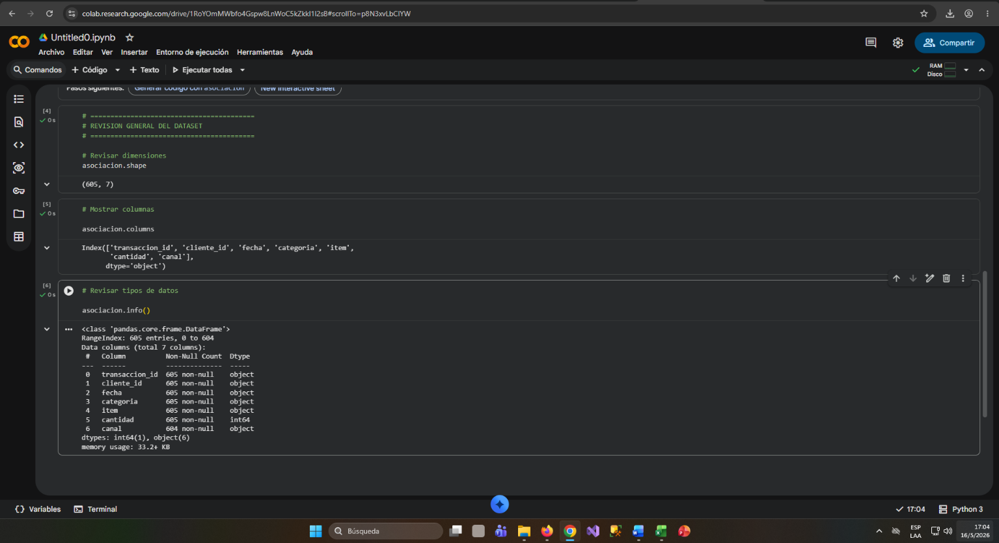 colab.research.google.com/drive/1RoYOmMWbfo4Gspw8LnWoC5kZkkI1I2sB#scrollTo=p8N3xvLbCIYW
CO Untitled0.ipynb
Archivo Editar Ver Insertar Entorno de ejecución Herramientas Ayuda
Compartir
Comandos + Código + Texto Ejecutar todas
RAM
Disco
Pasos siguientes: Generar código con asociacion New interactive sheet
[4]
0 s
# =========================================
# REVISION GENERAL DEL DATASET
# =========================================
# Revisar dimensiones
asociacion.shape
(605, 7)
[5]
0 s
# Mostrar columnas
asociacion.columns
Index(['transaccion_id', 'cliente_id', 'fecha', 'categoria', 'item',
'cantidad', 'canal'],
dtype='object')
[6]
0 s
# Revisar tipos de datos
asociacion.info()
<class 'pandas.core.frame.DataFrame'>
RangeIndex: 605 entries, 0 to 604
Data columns (total 7 columns):
# Column Non-Null Count Dtype
--- ------ -------------- -----
0 transaccion_id 605 non-null object
1 cliente_id 605 non-null object
2 fecha 605 non-null object
3 categoria 605 non-null object
4 item 605 non-null object
5 cantidad 605 non-null int64
6 canal 604 non-null object
dtypes: int64(1), object(6)
memory usage: 33.2+ KB
{} Variables Terminal
17:04 Python 3
Búsqueda
ESP
LAA
17:04
16/5/2026